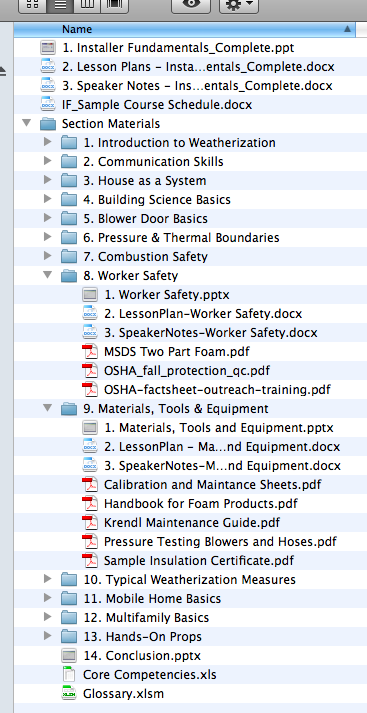 Name
1. Installer Fundamentals_Complete.ppt
2. Lesson Plans – Insta...entals_Complete.docx
3. Speaker Notes – Ins...entals_Complete.docx
IF_Sample Course Schedule.docx
Section Materials
1. Introduction to Weatherization
2. Communication Skills
3. House as a System
4. Building Science Basics
5. Blower Door Basics
6. Pressure & Thermal Boundaries
7. Combustion Safety
8. Worker Safety
1. Worker Safety.pptx
2. LessonPlan-Worker Safety.docx
3. SpeakerNotes-Worker Safety.docx
MSDS Two Part Foam.pdf
OSHA_fall_protection_qc.pdf
OSHA-factsheet-outreach-training.pdf
9. Materials, Tools & Equipment
1. Materials, Tools and Equipment.pptx
2. LessonPlan – Ma...nd Equipment.docx
3. SpeakerNotes-M...nd Equipment.docx
Calibration and Maintance Sheets.pdf
Handbook for Foam Products.pdf
Krendl Maintenance Guide.pdf
Pressure Testing Blowers and Hoses.pdf
Sample Insulation Certificate.pdf
10. Typical Weatherization Measures
11. Mobile Home Basics
12. Multifamily Basics
13. Hands-On Props
14. Conclusion.pptx
Core Competencies.xls
Glossary.xlsm